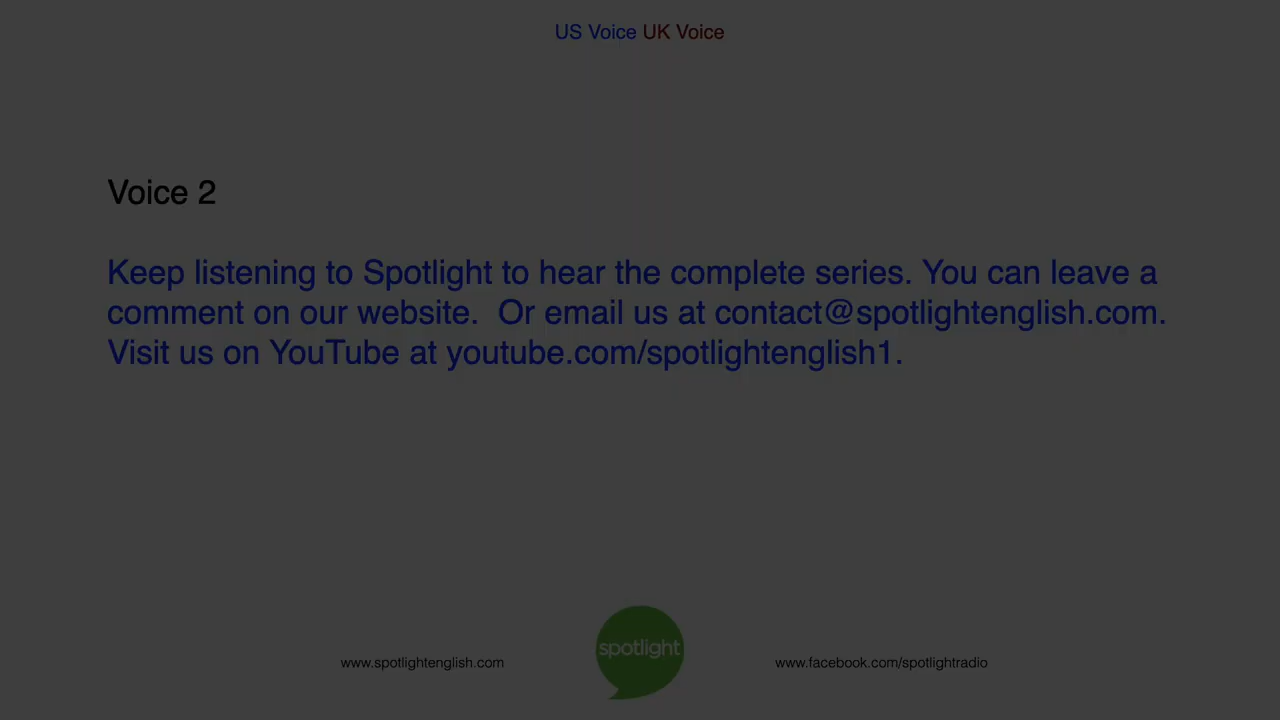 US Voice UK Voice
Voice 2
Keep listening to Spotlight to hear the complete series. You can leave a
comment on our website.  Or email us at contact@spotlightenglish.com.
Visit us on YouTube at youtube.com/spotlightenglish1.
spotlight
www.spotlightenglish.com
www.facebook.com/spotlightradio